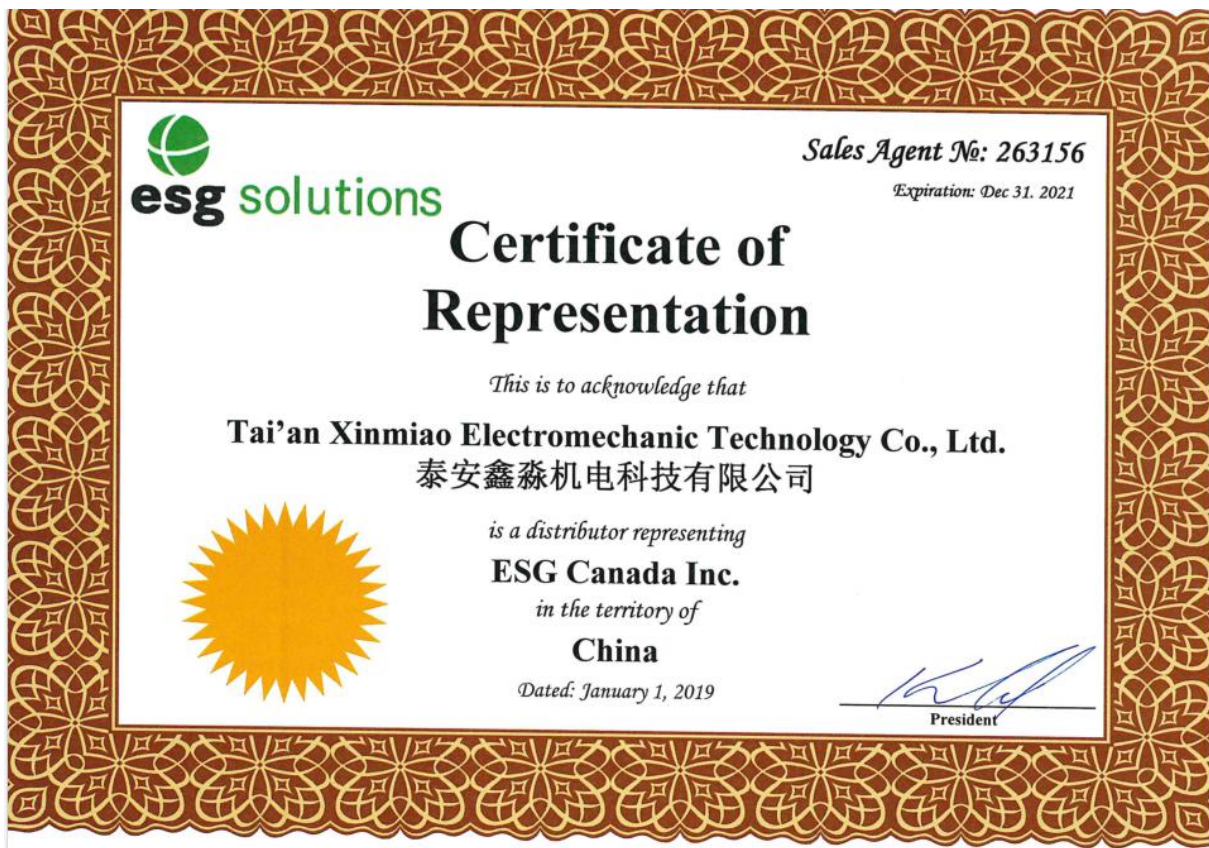 esg solutions
Sales Agent №: 263156
Expiration: Dec 31. 2021
Certificate of
Representation
This is to acknowledge that
Tai’an Xinmiao Electromechanic Technology Co., Ltd.
泰安鑫淼机电科技有限公司
is a distributor representing
ESG Canada Inc.
in the territory of
China
Dated: January 1, 2019
President